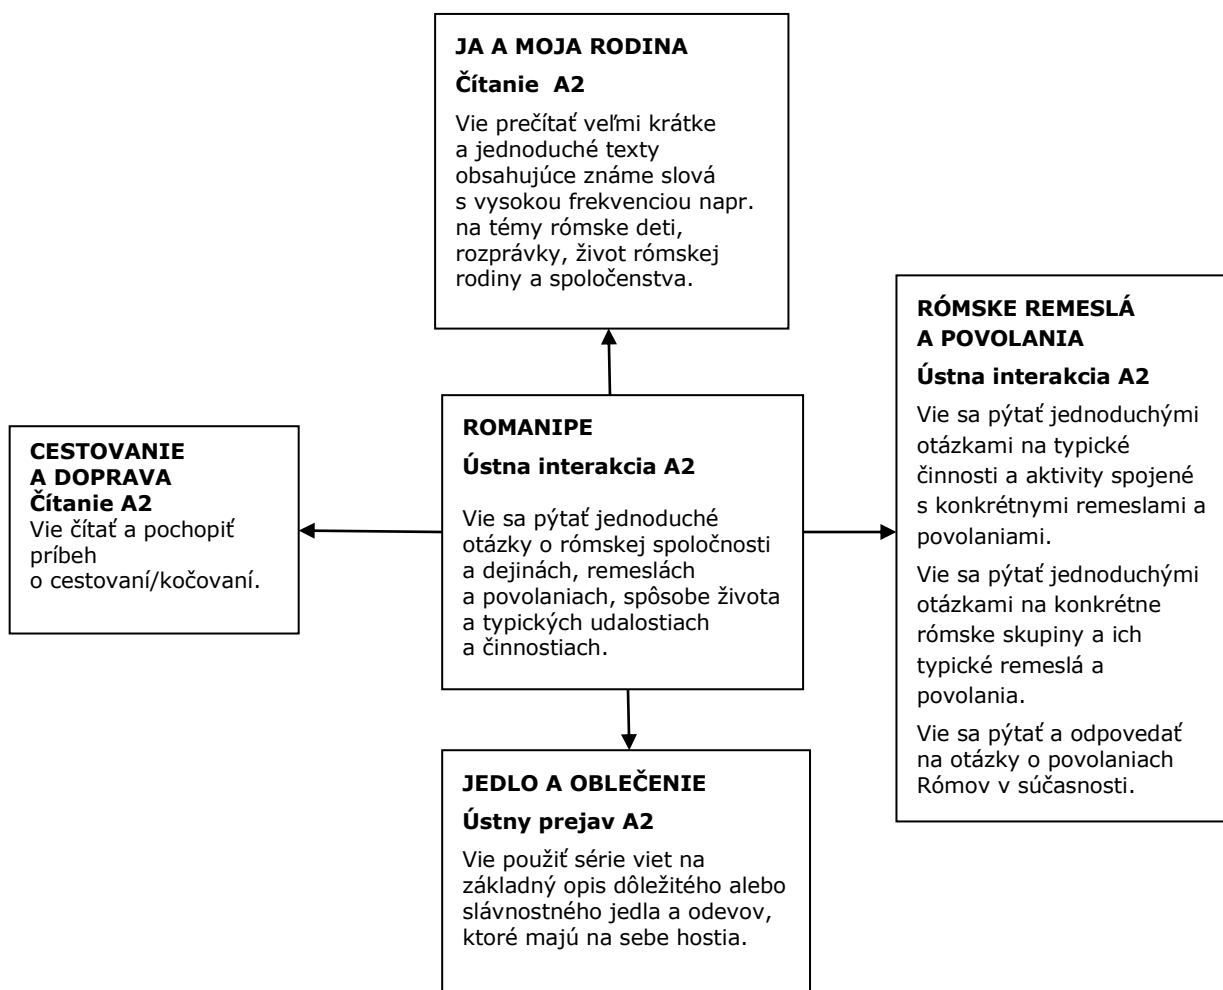 JA A MOJA RODINA
Čítanie A2
Vie prečítať veľmi krátke
a jednoduché texty
obsahujúce známe slová
s vysokou frekvenciou napr.
na témy rómske deti,
rozprávky, život rómskej
rodiny a spoločenstva.
CESTOVANIE
A DOPRAVA
Čítanie A2
Vie čítať a pochopiť
príbeh
o cestovaní/kočovaní.
ROMANIPE
Ústna interakcia A2
Vie sa pýtať jednoduché
otázky o rómskej spoločnosti
a dejinách, remeslách
a povolaniach, spôsobe života
a typických udalostiach
a činnostiach.
RÓMSKE REMESLÁ
A POVOLANIA
Ústna interakcia A2
Vie sa pýtať jednoduchými
otázkami na typické
činnosti a aktivity spojené
s konkrétnymi remeslami a
povolaniami.
Vie sa pýtať jednoduchými
otázkami na konkrétne
rómske skupiny a ich
typické remeslá a
povolania.
Vie sa pýtať a odpovedať
na otázky o povolaniach
Rómov v súčasnosti.
JEDLO A OBLEČENIE
Ústny prejav A2
Vie použiť série viet na
základný opis dôležitého alebo
slávnostného jedla a odevov,
ktoré majú na sebe hostia.